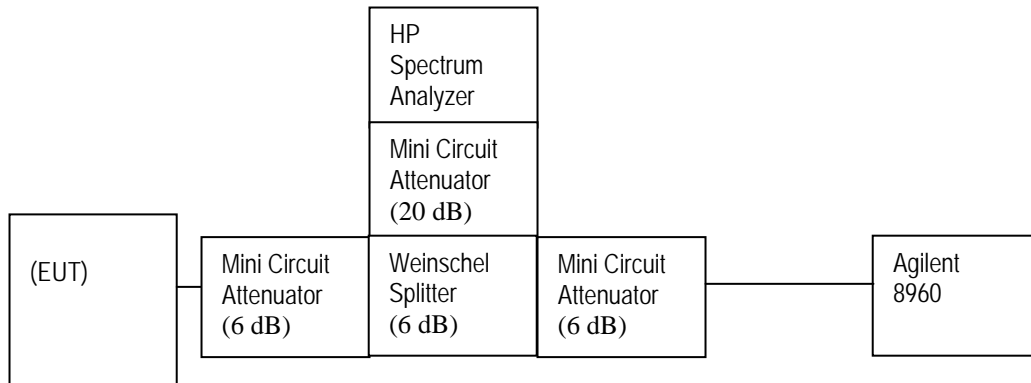 HP
Spectrum
Analyzer
Mini Circuit
Attenuator
(20 dB)
(EUT)
Mini Circuit
Attenuator
(6 dB)
Weinschel
Splitter
(6 dB)
Mini Circuit
Attenuator
(6 dB)
Agilent
8960